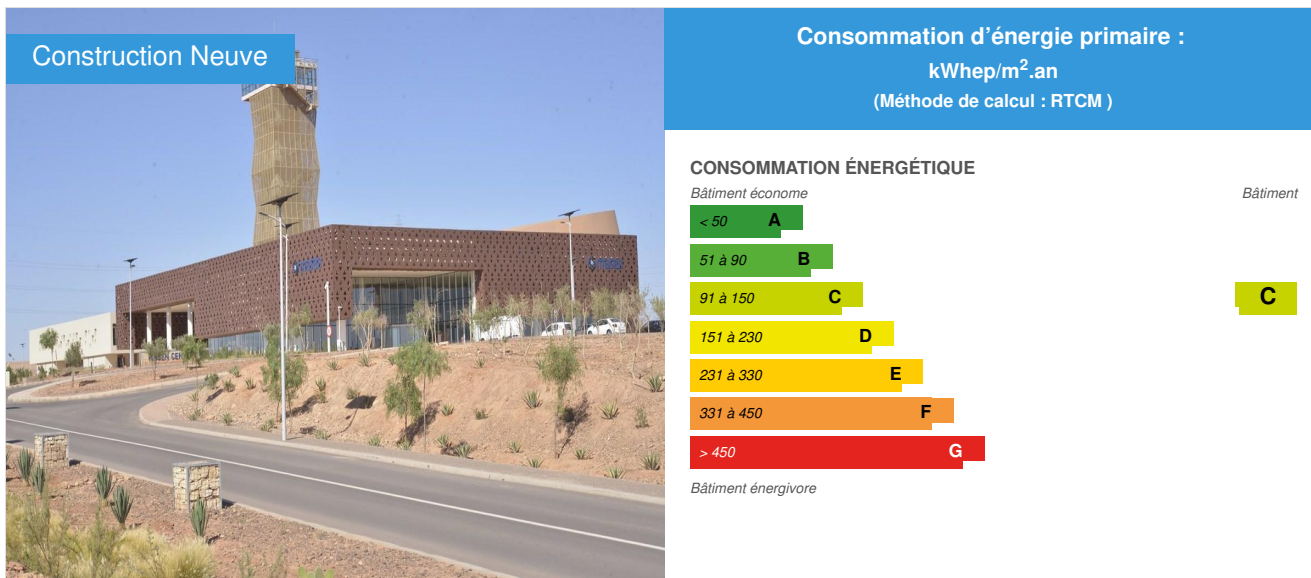 Construction Neuve
Consommation d'énergie primaire :
kWhep/m².an
(Méthode de calcul : RTCM )
CONSOMMATION ÉNERGÉTIQUE
Bâtiment économe
Bâtiment
< 50 A
51 à 90 B
91 à 150 C
C
151 à 230 D
231 à 330 E
331 à 450 F
> 450 G
Bâtiment énergivore